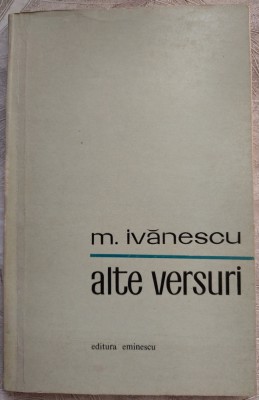 m. ivănescu
alte versuri
editura eminescu